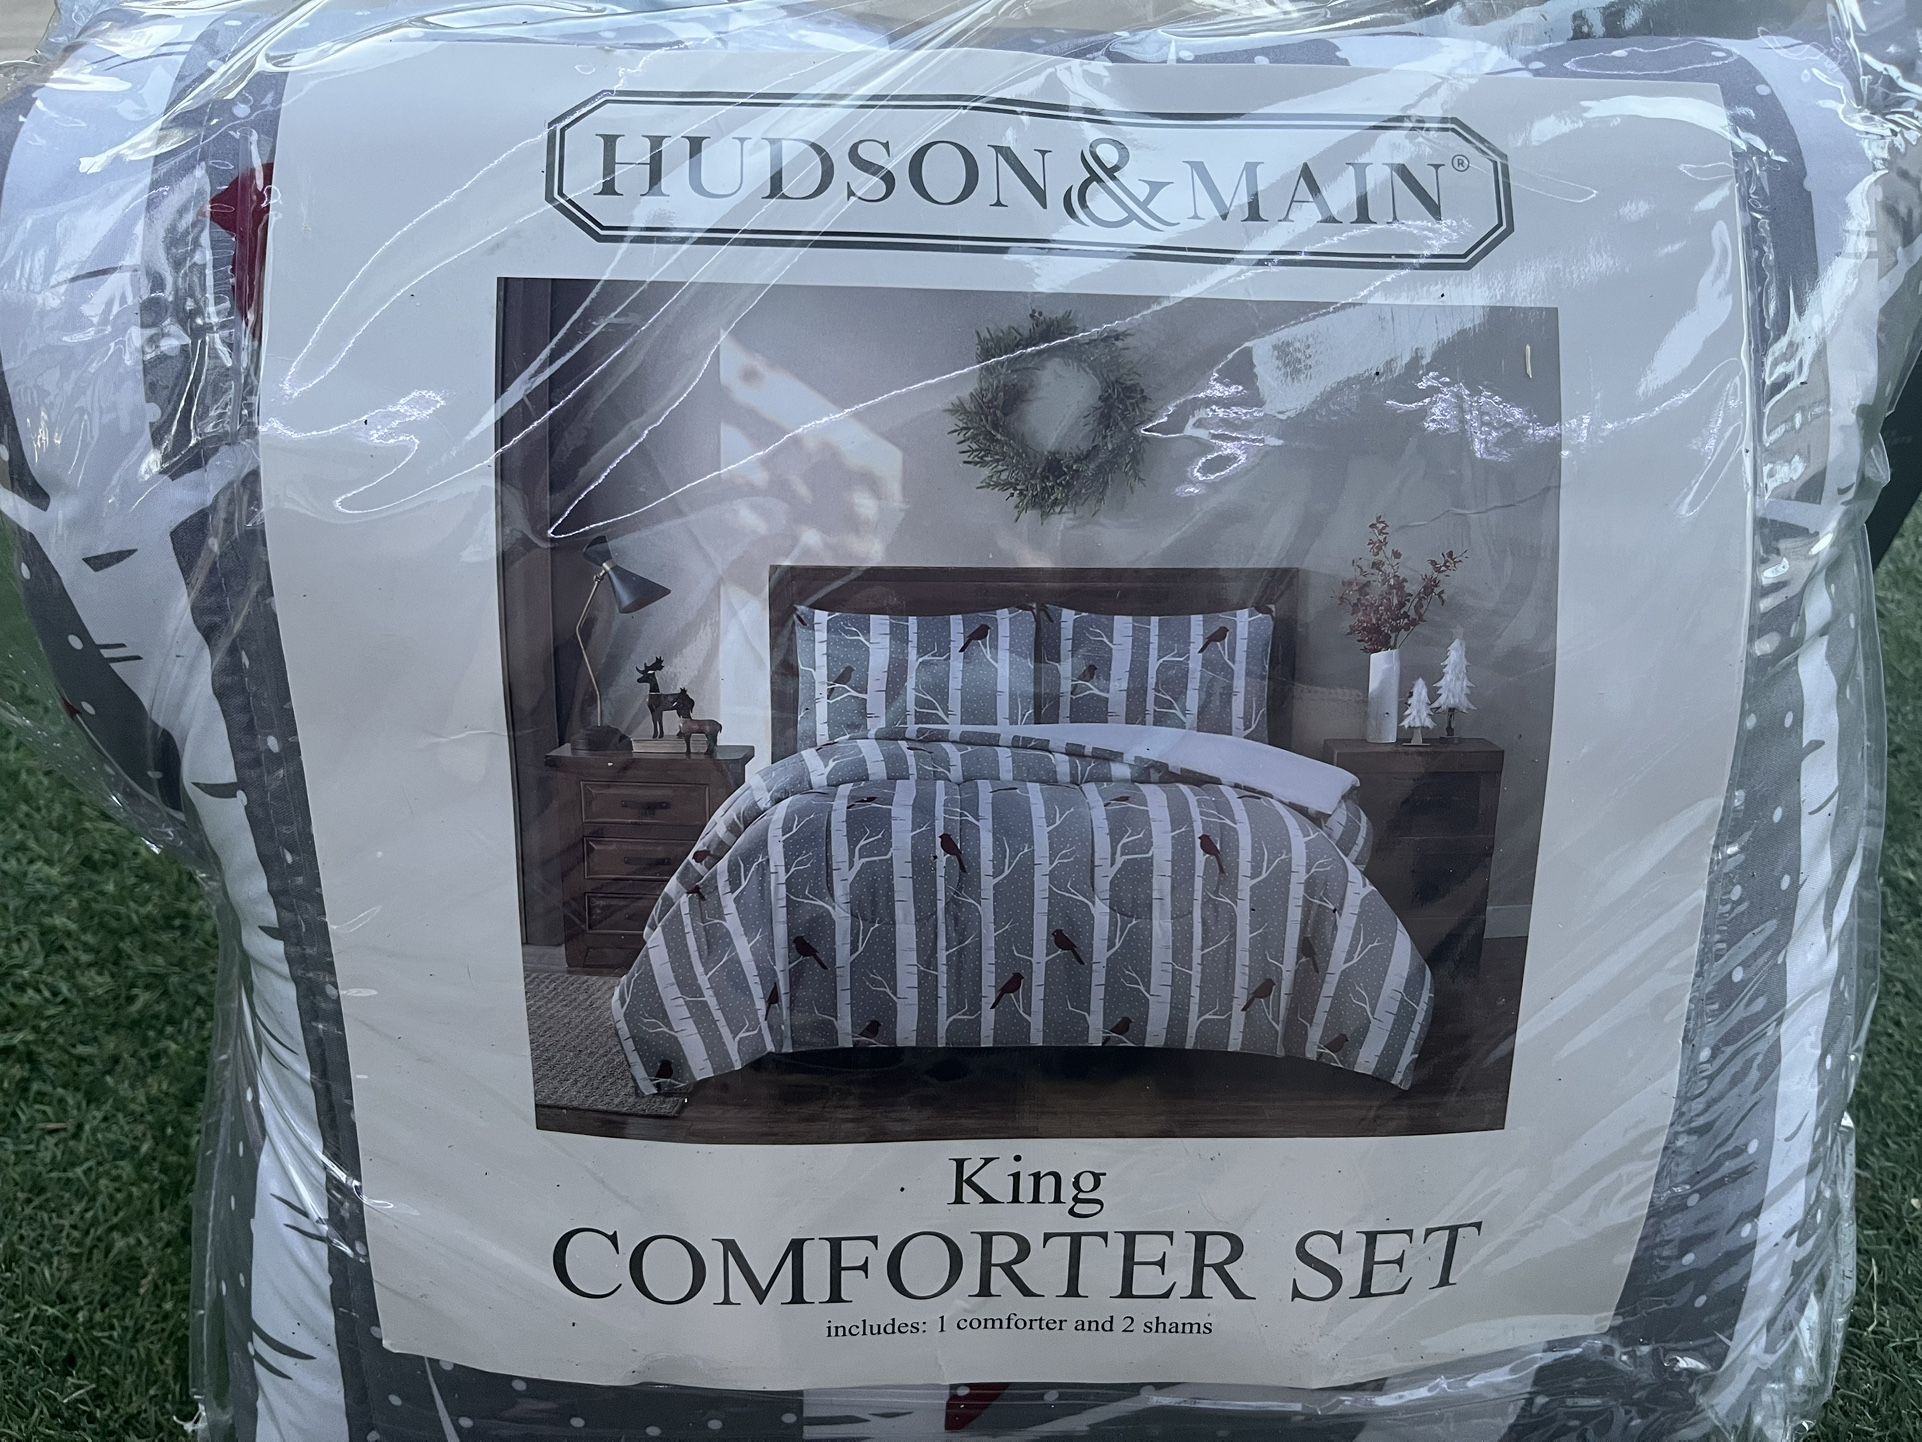 HUDSON & MAIN®
King
COMFORTER SET
includes: 1 comforter and 2 shams